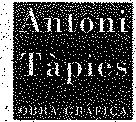 Antoni
Tàpies
OBRA GRÀFICA